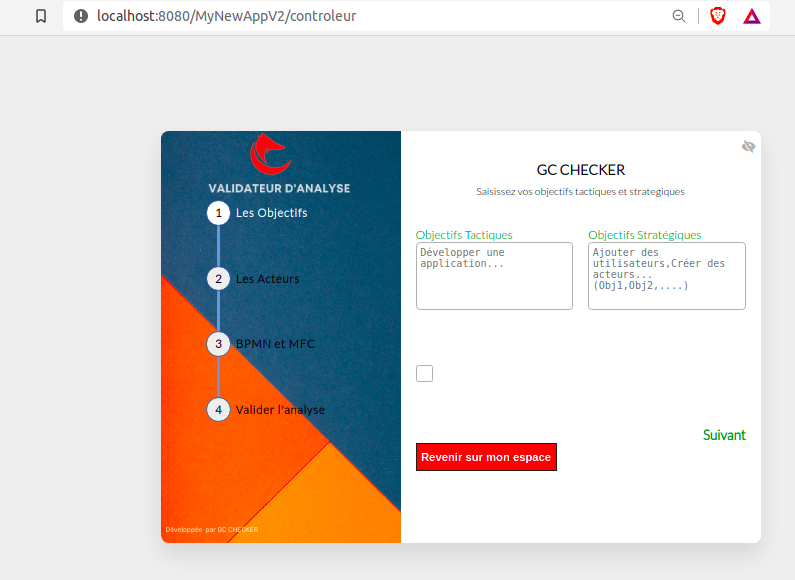 localhost:8080/MyNewAppV2/controleur
VALIDATEUR D'ANALYSE
1 Les Objectifs
2 Les Acteurs
3 BPMN et MFC
4 Valider l'analyse
Développée par GC CHECKER
GC CHECKER
Saisissez vos objectifs tactiques et strategiques
Objectifs Tactiques
Développer une
application...
Objectifs Stratégiques
Ajouter des
utilisateurs,Créer des
acteurs...
(Obj1,Obj2,....)
Suivant
Revenir sur mon espace